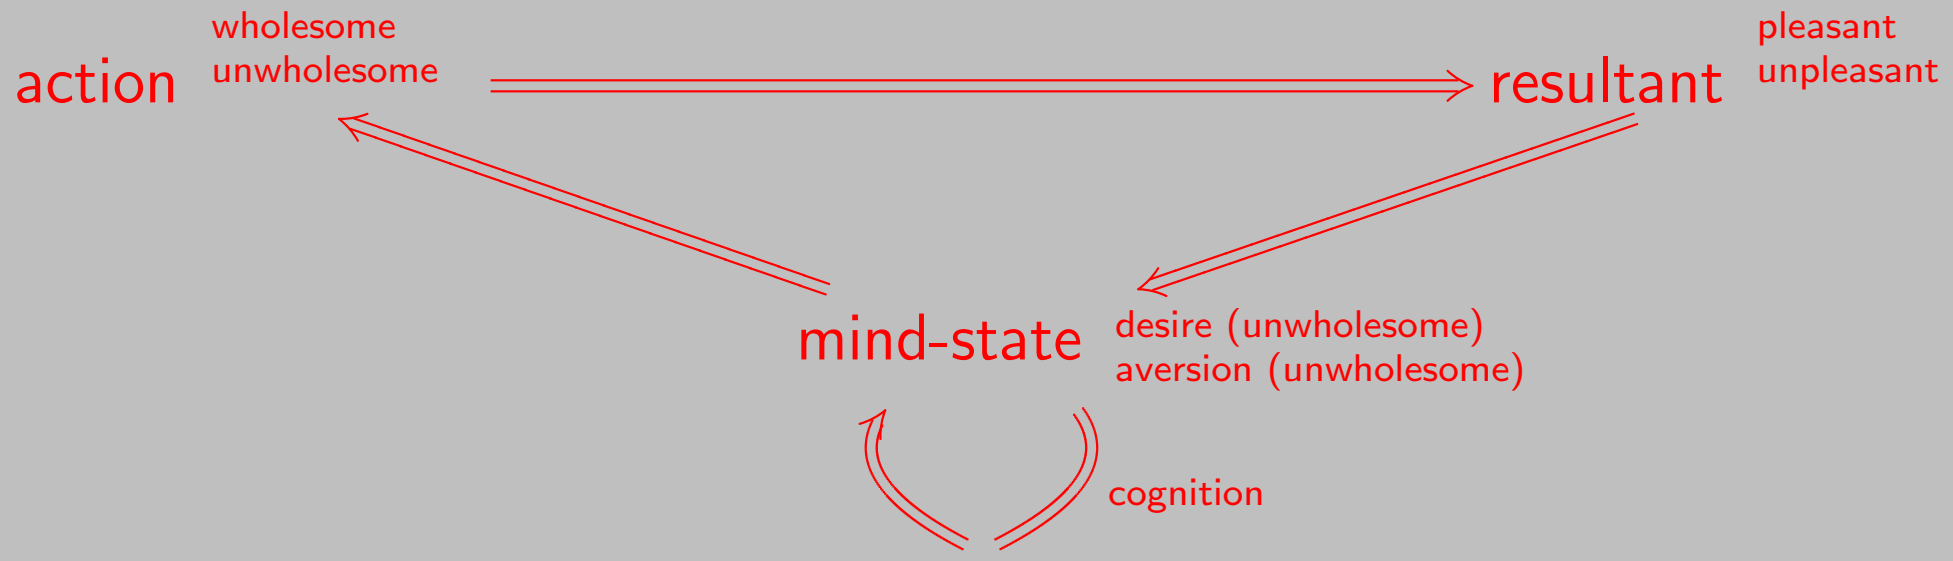 wholesome
unwholesome
action
pleasant
unpleasant
resultant
mind-state
desire (unwholesome)
aversion (unwholesome)
cognition